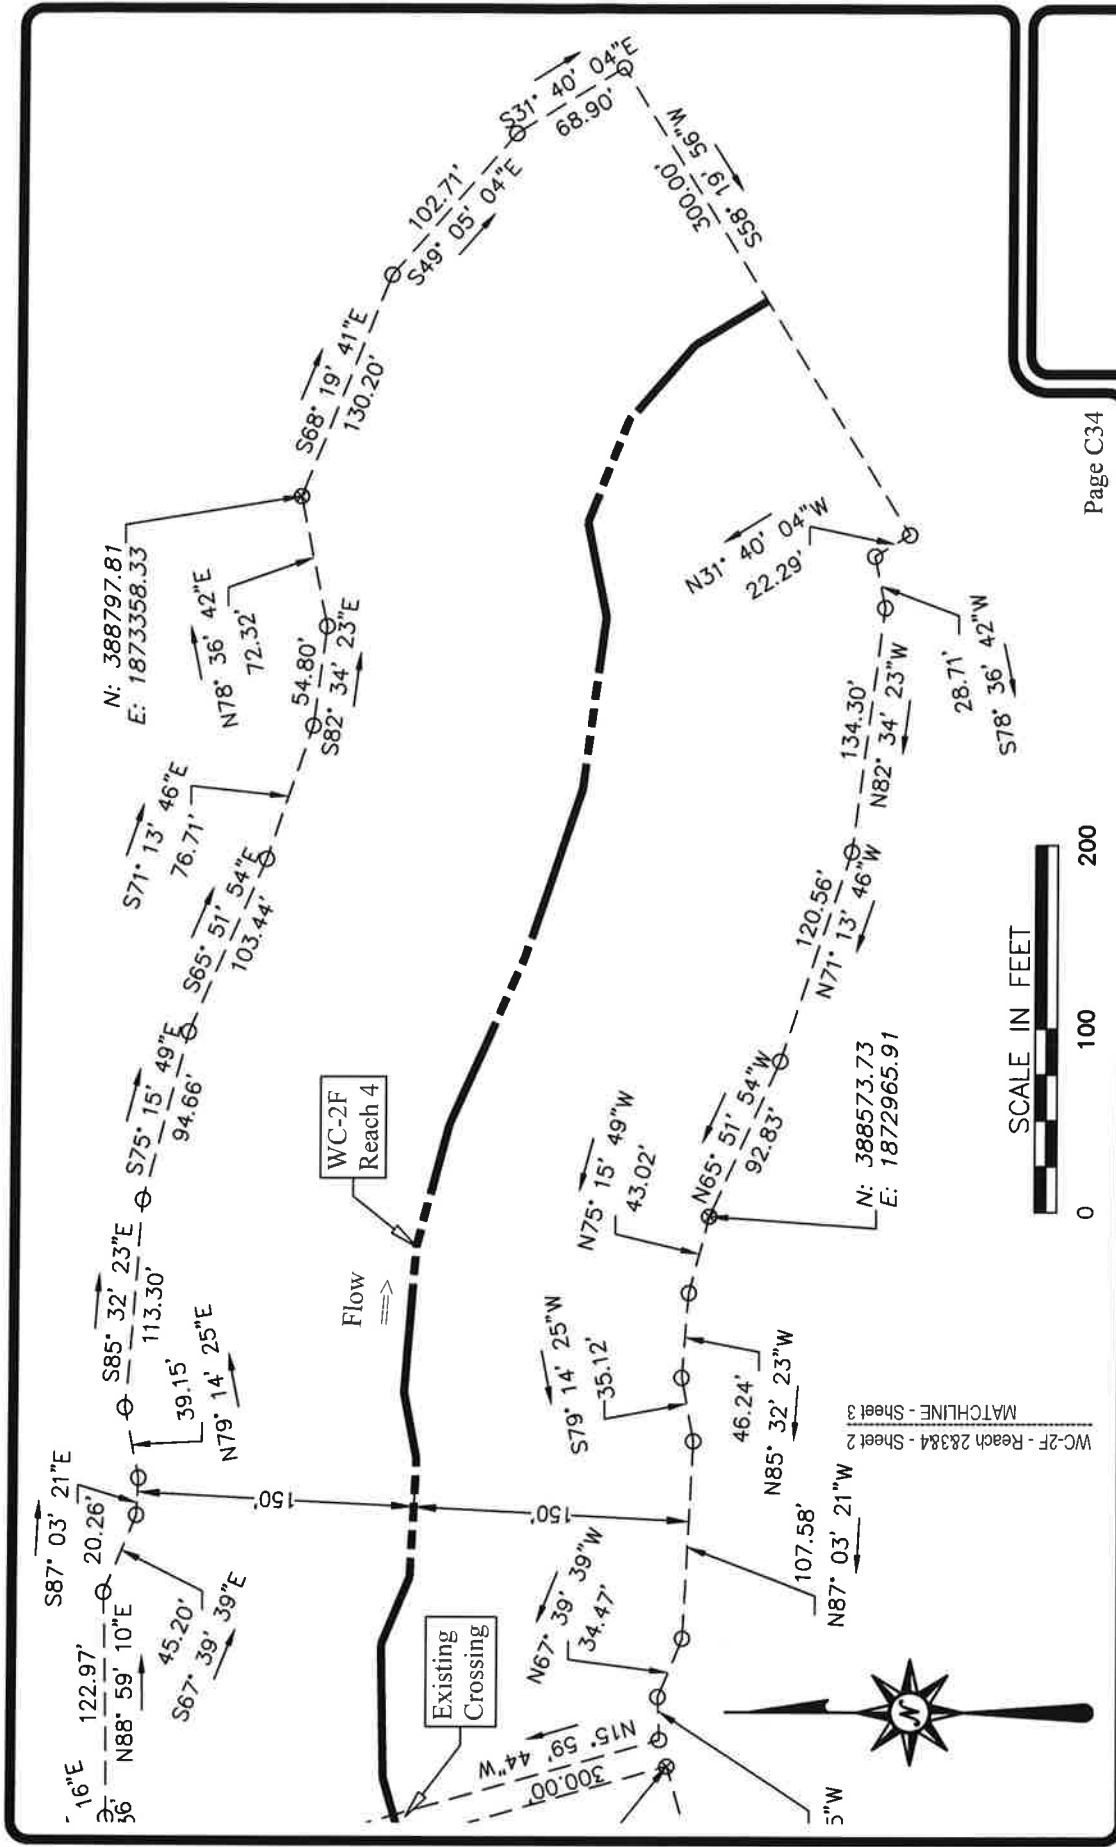 16"E
36'
122.97'
N88° 59' 10"E
S87° 03' 21"E
20.26'
45.20'
S67° 39' 39"E
S85° 32' 23"E
113.30'
39.15'
N79° 14' 25"E
S75° 15' 49"E
94.66'
S65° 51' 54"E
103.44'
S71° 13' 46"E
76.71'
54.80'
S82° 34' 23"E
N78° 36' 42"E
72.32'
N: 388797.81
E: 1873358.33
S68° 19' 41"E
130.20'
102.71'
S49° 05' 04"E
S31° 40' 04"E
68.90'
300.00'
S58° 19' 56"W
150'
150'
Flow
==>
WC-2F
Reach 4
Existing
Crossing
N15° 59' 44"W
300.00'
5"W
N67° 39' 39"W
34.47'
107.58'
N87° 03' 21"W
S79° 14' 25"W
35.12'
46.24'
N85° 32' 23"W
N75° 15' 49"W
43.02'
N65° 51' 54"W
92.83'
N: 388573.73
E: 1872965.91
120.56'
N71° 13' 46"W
134.30'
N82° 34' 23"W
N31° 40' 04"W
22.29'
28.71'
S78° 36' 42"W
WC-2F - Reach 2&3&4 - Sheet 2
MATCHLINE - Sheet 3
N
SCALE IN FEET
0 100 200
Page C34